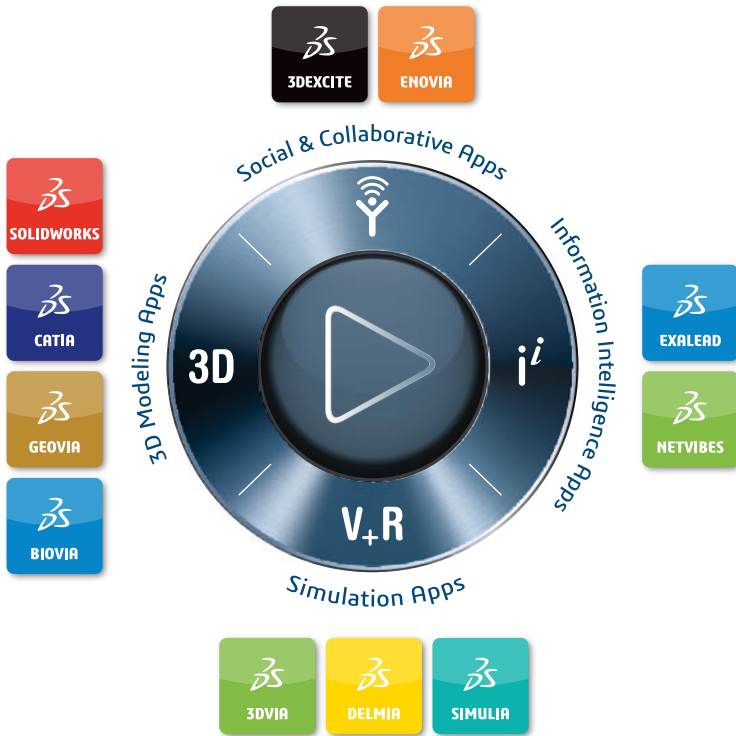 3DEXCITE
ENOVIA
Social & Collaborative Apps
SOLIDWORKS
CATIA
GEOVIA
BIOVIA
3D Modeling Apps
3D
i i
V+R
Information Intelligence Apps
EXALEAD
NETVIBES
Simulation Apps
3DVIA
DELMIA
SIMULIA